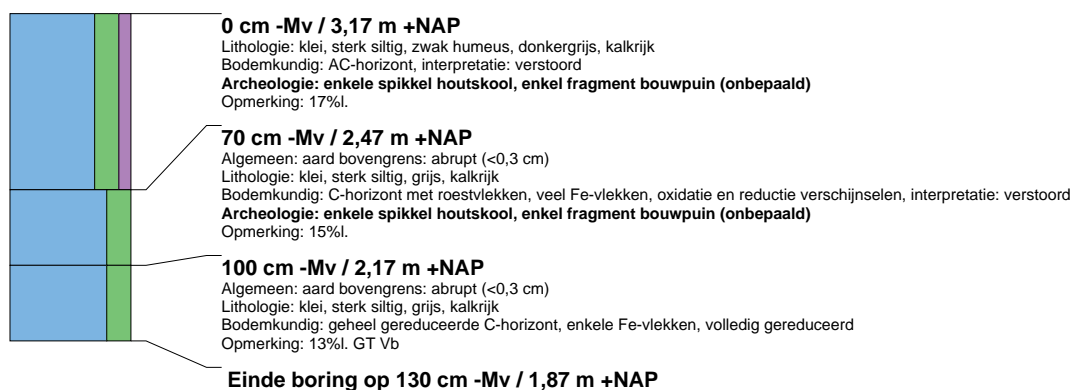 0 cm -Mv / 3,17 m +NAP
Lithologie: klei, sterk siltig, zwak humeus, donkergrijs, kalkrijk
Bodemkundig: AC-horizont, interpretatie: verstoord
Archeologie: enkele spikkel houtskool, enkel fragment bouwpuin (onbepaald)
Opmerking: 17%l.
70 cm -Mv / 2,47 m +NAP
Algemeen: aard bovengrens: abrupt (<0,3 cm)
Lithologie: klei, sterk siltig, grijs, kalkrijk
Bodemkundig: C-horizont met roestvlekken, veel Fe-vlekken, oxidatie en reductie verschijnselen, interpretatie: verstoord
Archeologie: enkele spikkel houtskool, enkel fragment bouwpuin (onbepaald)
Opmerking: 15%l.
100 cm -Mv / 2,17 m +NAP
Algemeen: aard bovengrens: abrupt (<0,3 cm)
Lithologie: klei, sterk siltig, grijs, kalkrijk
Bodemkundig: geheel gereduceerde C-horizont, enkele Fe-vlekken, volledig gereduceerd
Opmerking: 13%l. GT Vb
Einde boring op 130 cm -Mv / 1,87 m +NAP